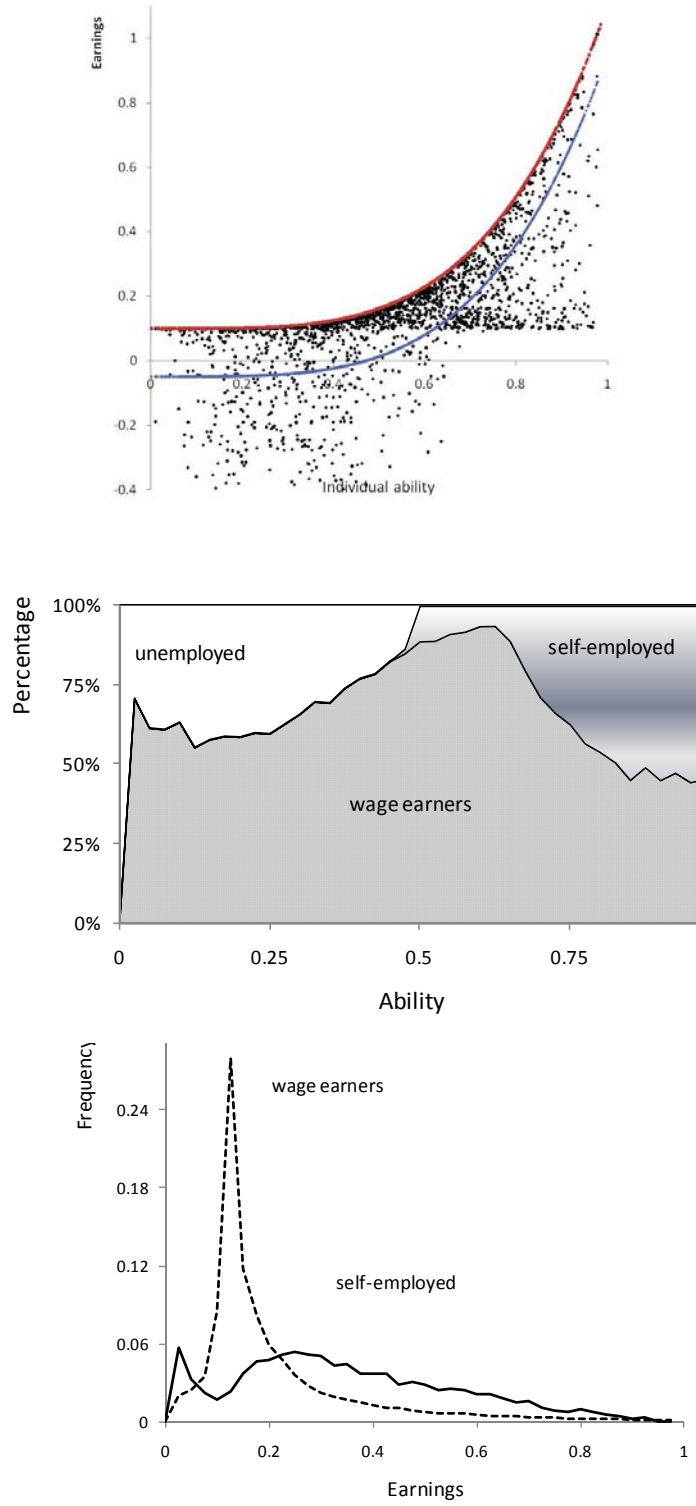 Earnings
1
0.8
0.6
0.4
0.2
0
-0.2
-0.4
0 0.2 0.4 0.6 0.8 1
Individual ability
Percentage
100%
75%
50%
25%
0%
unemployed
self-employed
wage earners
0 0.25 0.5 0.75
Ability
Frequency
0.24
0.18
0.12
0.06
0
wage earners
self-employed
0 0.2 0.4 0.6 0.8 1
Earnings